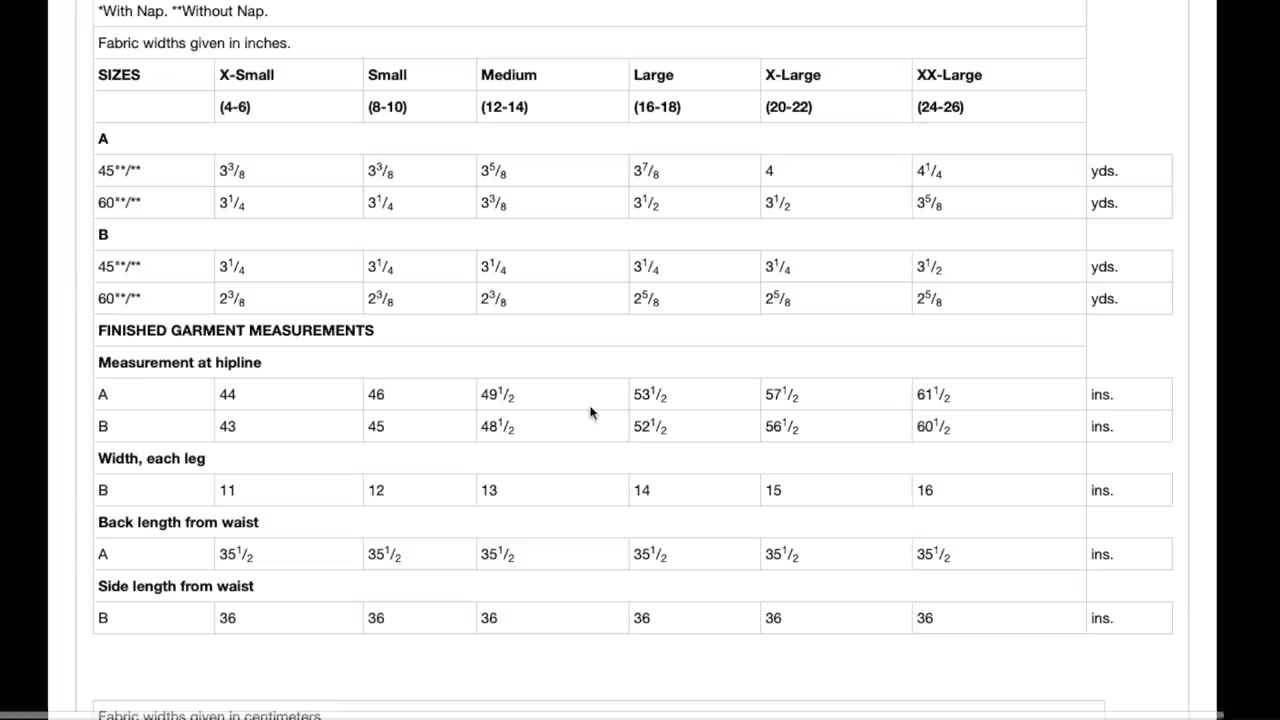 *With Nap. **Without Nap.
Fabric widths given in inches.
SIZES X-Small Small Medium Large X-Large XX-Large
(4-6) (8-10) (12-14) (16-18) (20-22) (24-26)
A
45"*/** 3 3/8 3 3/8 3 5/8 3 7/8 4 4 1/4 yds.
60"*/** 3 1/4 3 1/4 3 3/8 3 1/2 3 1/2 3 5/8 yds.
B
45"*/** 3 1/4 3 1/4 3 1/4 3 1/4 3 1/4 3 1/2 yds.
60"*/** 2 3/8 2 3/8 2 3/8 2 5/8 2 5/8 2 5/8 yds.
FINISHED GARMENT MEASUREMENTS
Measurement at hipline
A 44 46 49 1/2 53 1/2 57 1/2 61 1/2 ins.
B 43 45 48 1/2 52 1/2 56 1/2 60 1/2 ins.
Width, each leg
B 11 12 13 14 15 16 ins.
Back length from waist
A 35 1/2 35 1/2 35 1/2 35 1/2 35 1/2 35 1/2 ins.
Side length from waist
B 36 36 36 36 36 36 ins.
Fabric widths given in centimeters